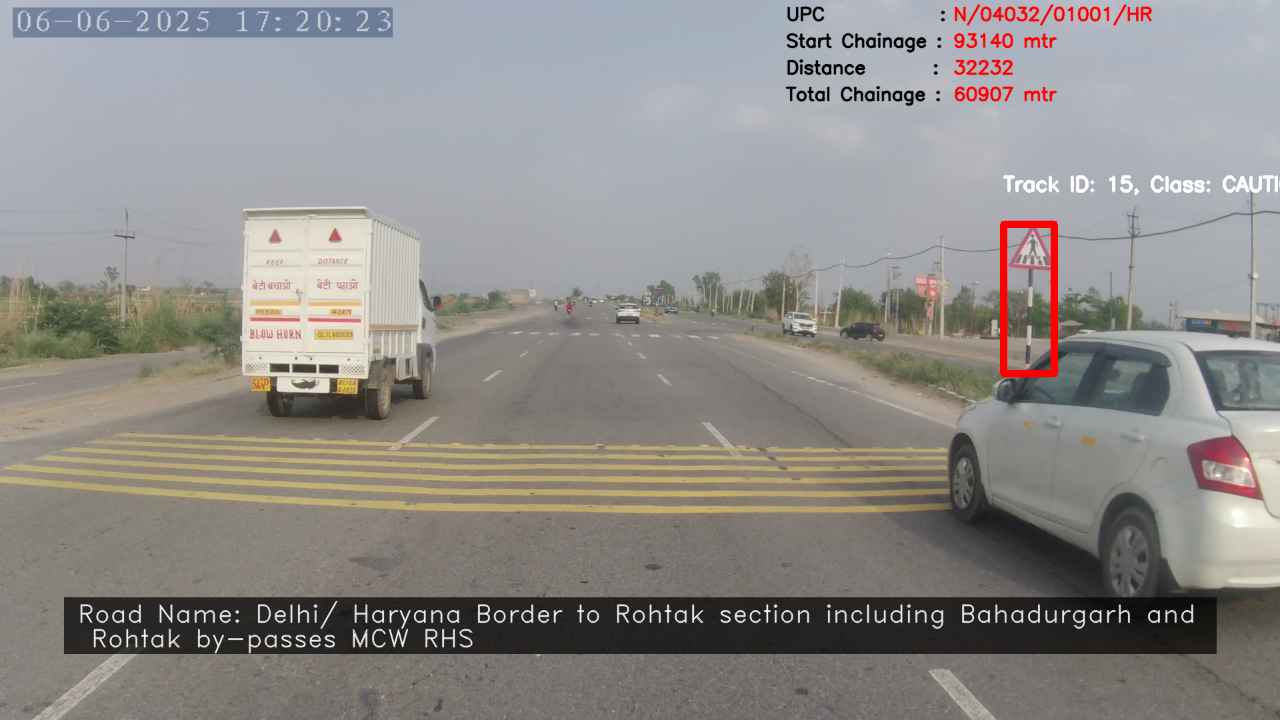 06-06-2025 17:20:23
UPC : N/04032/01001/HR
Start Chainage : 93140 mtr
Distance : 32232
Total Chainage : 60907 mtr
Track ID: 15, Class: CAUTI
KEEP DISTANCE
बेटी बचाओ बेटी पढ़ाओ
BLOW HORN
Road Name: Delhi/ Haryana Border to Rohtak section including Bahadurgarh and
Rohtak by-passes MCW RHS